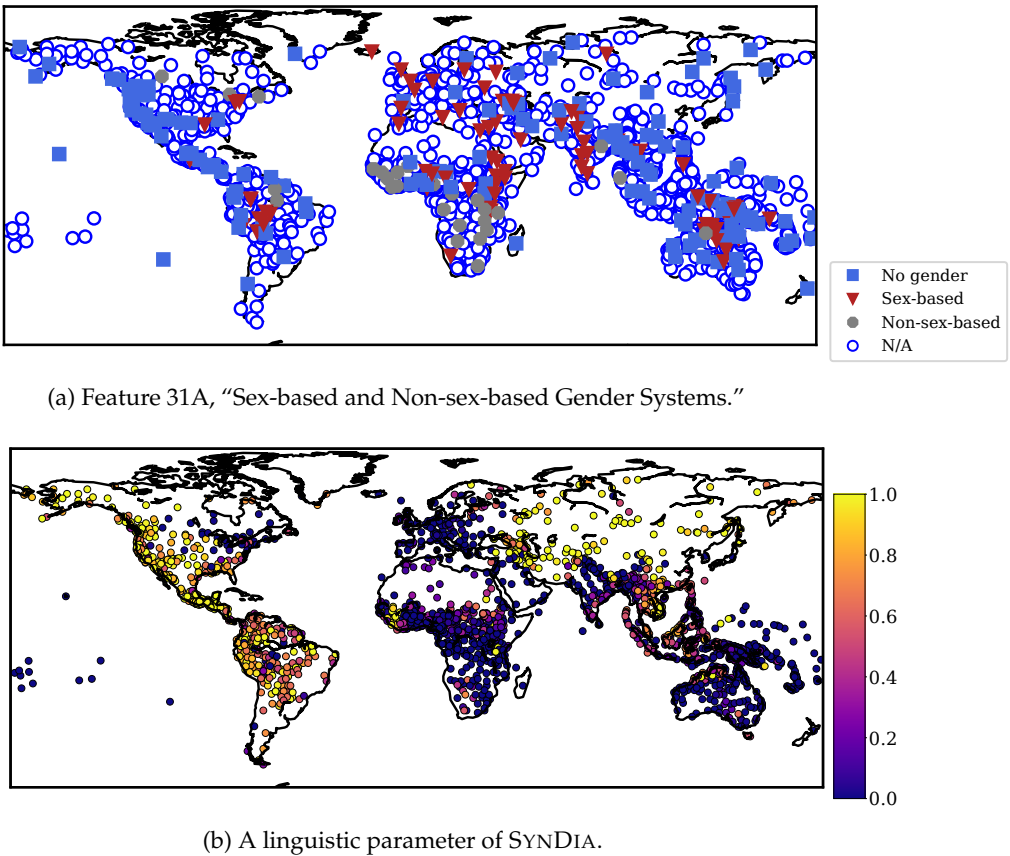 No gender
Sex-based
Non-sex-based
N/A
(a) Feature 31A, “Sex-based and Non-sex-based Gender Systems.”
1.0
0.8
0.6
0.4
0.2
0.0
(b) A linguistic parameter of SYNDIA.